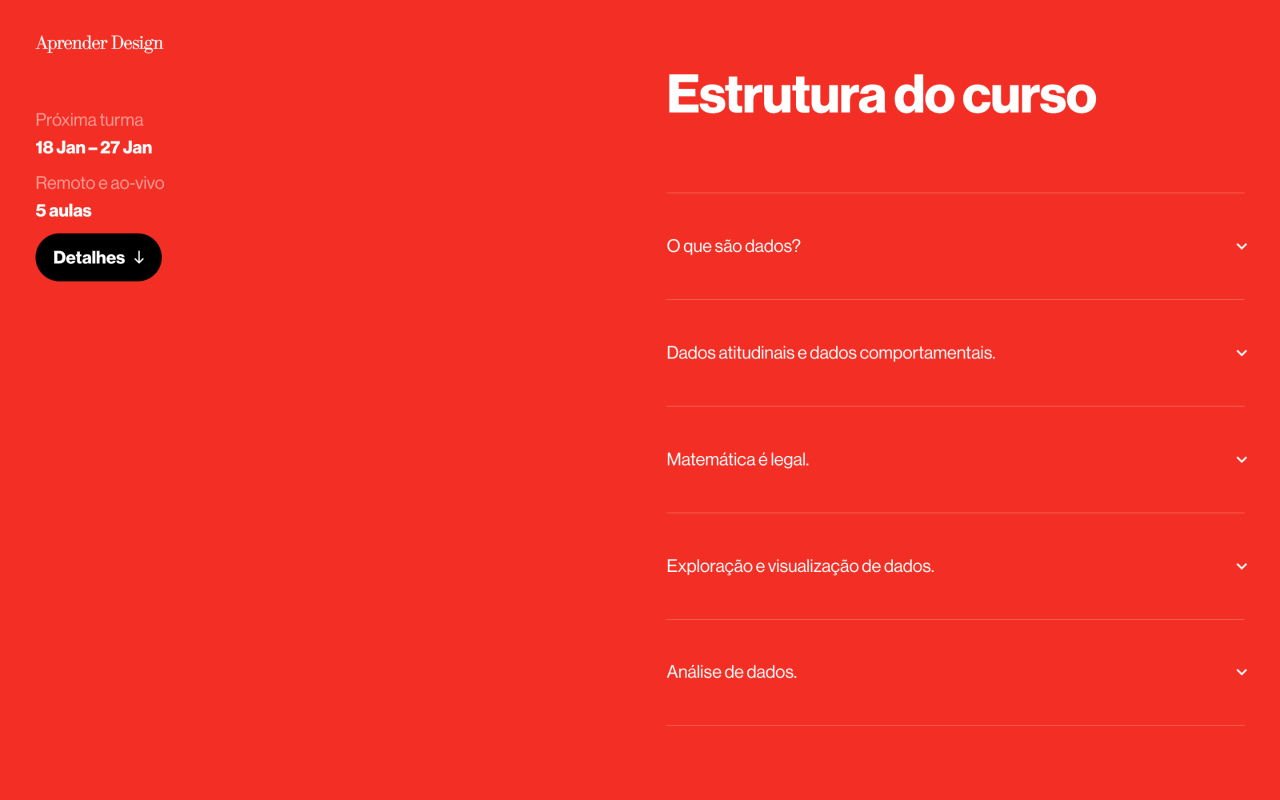 Aprender Design
Próxima turma
18 Jan – 27 Jan
Remoto e ao-vivo
5 aulas
Detalhes ↓
Estrutura do curso
O que são dados?
Dados atitudinais e dados comportamentais.
Matemática é legal.
Exploração e visualização de dados.
Análise de dados.